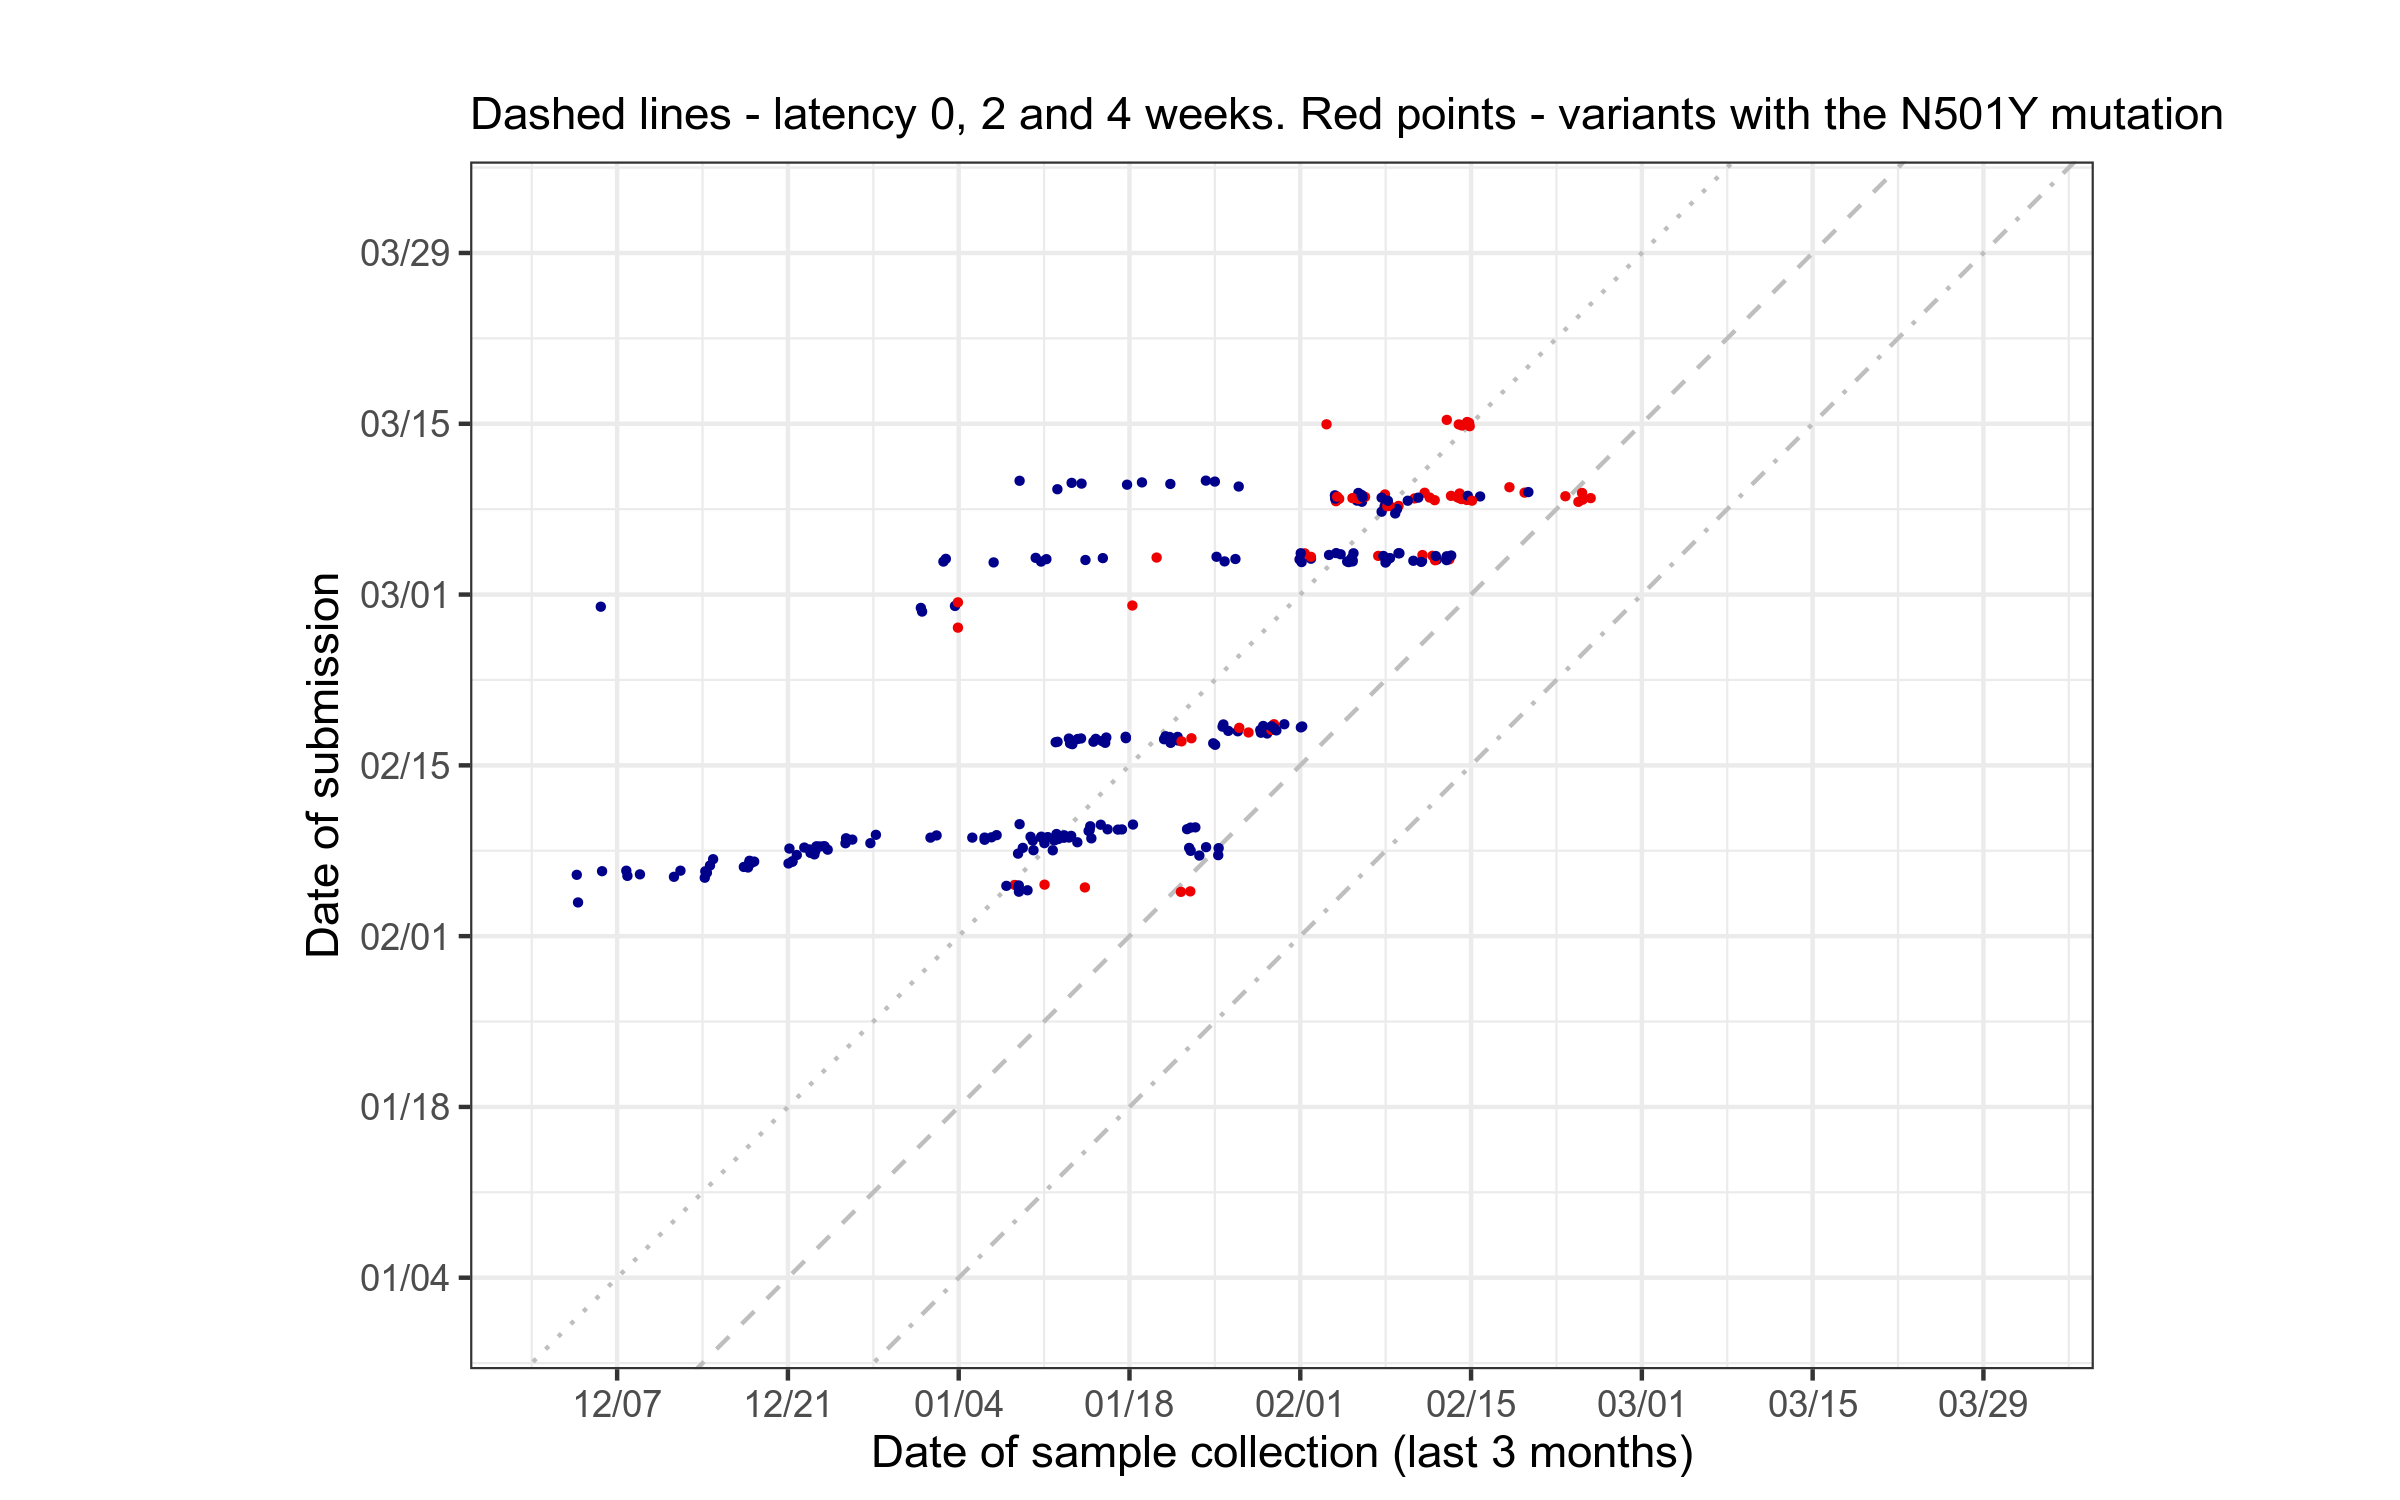 Dashed lines - latency 0, 2 and 4 weeks. Red points - variants with the N501Y mutation
Date of submission
03/29
03/15
03/01
02/15
02/01
01/18
01/04
12/07 12/21 01/04 01/18 02/01 02/15 03/01 03/15 03/29
Date of sample collection (last 3 months)